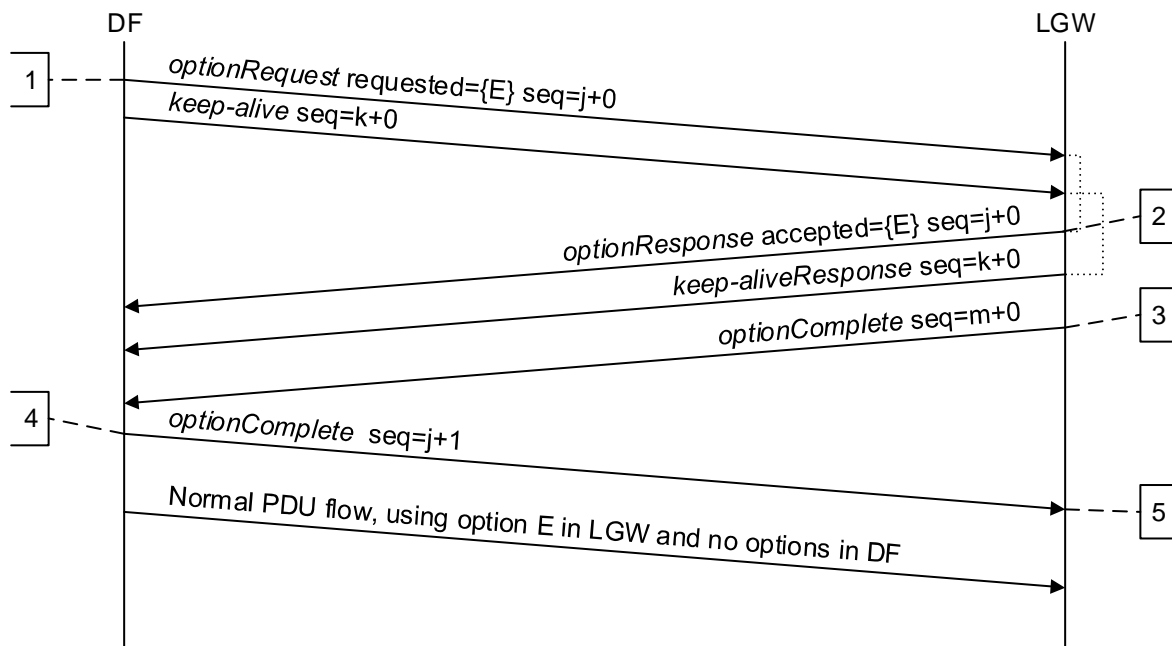 DF
LGW
1
optionRequest requested={E} seq=j+0
keep-alive seq=k+0
2
optionResponse accepted={E} seq=j+0
keep-aliveResponse seq=k+0
3
optionComplete seq=m+0
4
optionComplete seq=j+1
5
Normal PDU flow, using option E in LGW and no options in DF